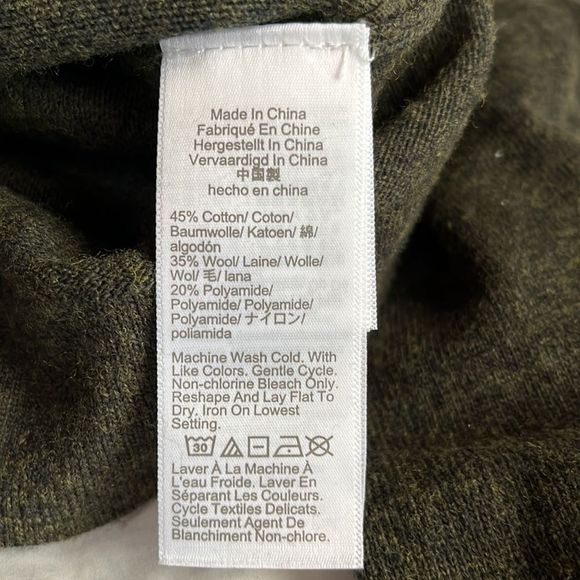 Made In China
Fabriqué En Chine
Hergestellt In China
Vervaardigd In China
中国製
hecho en china
45% Cotton/ Coton/
Baumwolle/ Katoen/ 綿/
algodón
35% Wool/ Laine/ Wolle/
Wol/ 毛/ lana
20% Polyamide/
Polyamide/ Polyamide/
Polyamide/ ナイロン/
poliamida
Machine Wash Cold. With
Like Colors. Gentle Cycle.
Non-chlorine Bleach Only.
Reshape And Lay Flat To
Dry. Iron On Lowest
Setting.
30
Laver À La Machine À
L'eau Froide. Laver En
Séparant Les Couleurs.
Cycle Textiles Delicats.
Seulement Agent De
Blanchiment Non-chlore.